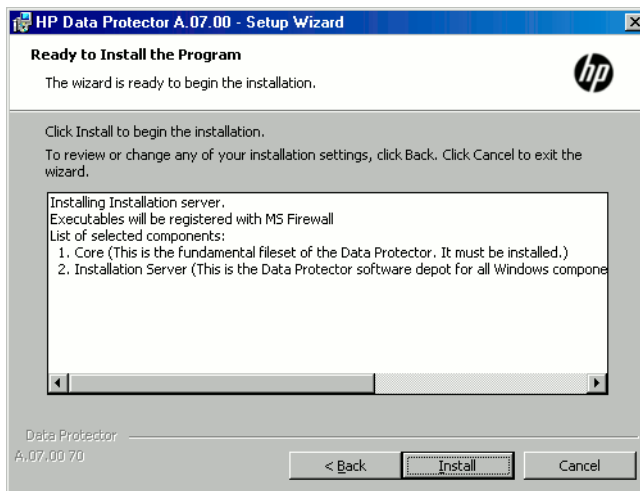 HP Data Protector A.07.00 - Setup Wizard
Ready to Install the Program
The wizard is ready to begin the installation.
hp
Click Install to begin the installation.
To review or change any of your installation settings, click Back. Click Cancel to exit the
wizard.
Installing Installation server.
Executables will be registered with MS Firewall
List of selected components:
1. Core (This is the fundamental fileset of the Data Protector. It must be installed.)
2. Installation Server (This is the Data Protector software depot for all Windows compone
Data Protector
A.07.00 70
< Back
Install
Cancel